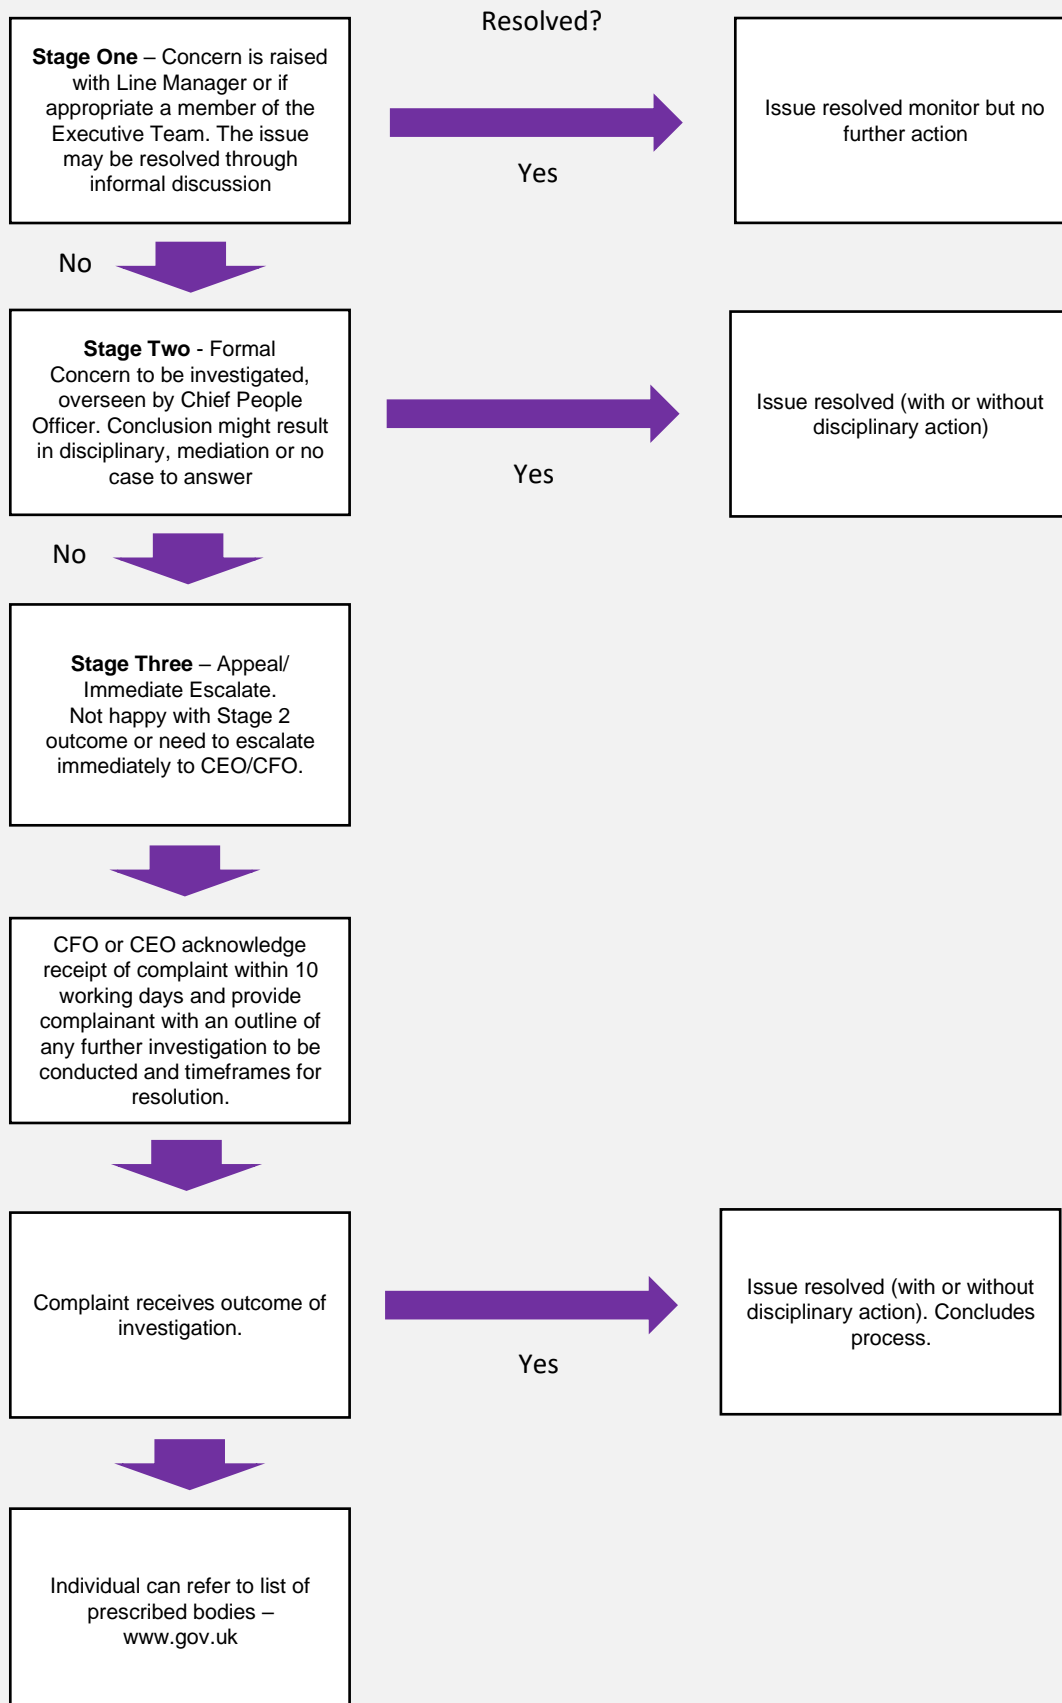 Resolved?
Stage One – Concern is raised
with Line Manager or if
appropriate a member of the
Executive Team. The issue
may be resolved through
informal discussion
Yes
Issue resolved monitor but no
further action
No
Stage Two - Formal
Concern to be investigated,
overseen by Chief People
Officer. Conclusion might result
in disciplinary, mediation or no
case to answer
Yes
Issue resolved (with or without
disciplinary action)
No
Stage Three – Appeal/
Immediate Escalate.
Not happy with Stage 2
outcome or need to escalate
immediately to CEO/CFO.
CFO or CEO acknowledge
receipt of complaint within 10
working days and provide
complainant with an outline of
any further investigation to be
conducted and timeframes for
resolution.
Complaint receives outcome of
investigation.
Yes
Issue resolved (with or without
disciplinary action). Concludes
process.
Individual can refer to list of
prescribed bodies –
www.gov.uk